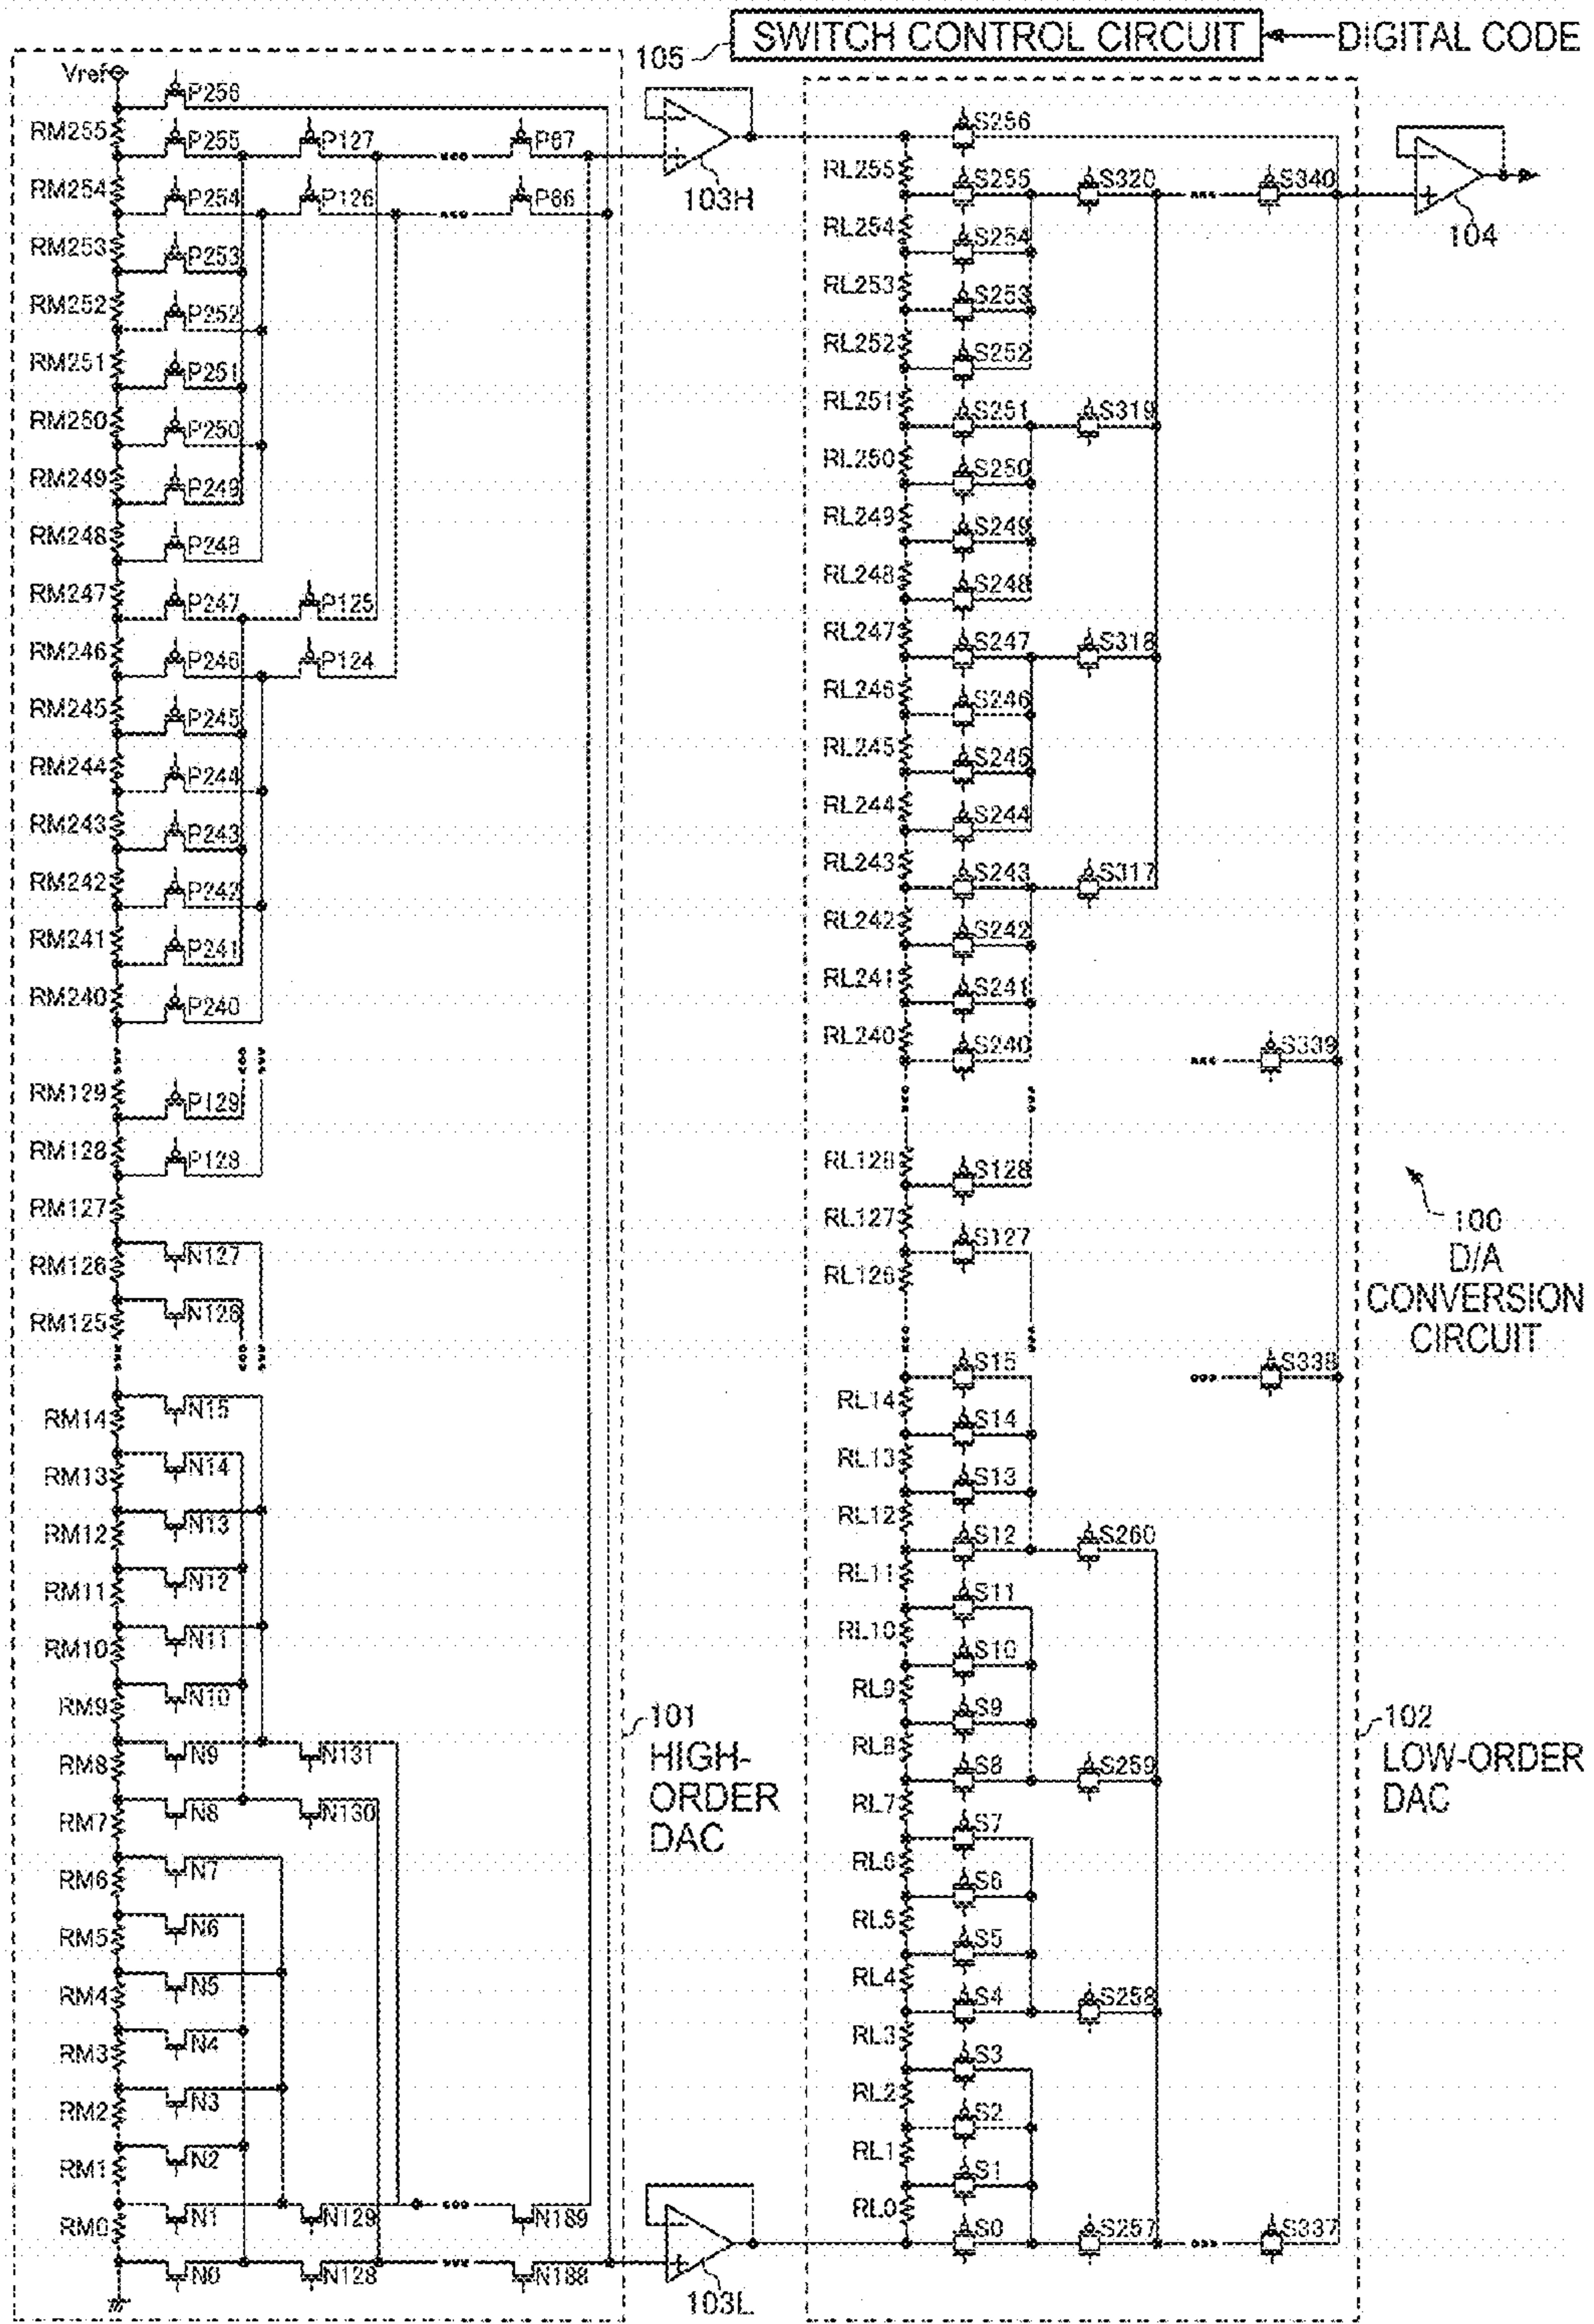 SWITCH CONTROL CIRCUIT
DIGITAL CODE
105
Vref
P256
RM255
P255
P127
P87
RM254
P254
P126
P86
RM253
P253
RM252
P252
RM251
P251
RM250
P250
RM249
P249
RM248
P248
RM247
P247
P125
RM246
P246
P124
RM245
P245
RM244
P244
RM243
P243
RM242
P242
RM241
P241
RM240
P240
RM129
P129
RM128
P128
RM127
N127
RM126
N126
RM125
N15
RM14
N14
RM13
N13
RM12
N12
RM11
N11
RM10
N10
RM9
N9
N131
RM8
N8
N130
RM7
N7
RM6
N6
RM5
N5
RM4
N4
RM3
N3
RM2
N2
RM1
N1
N129
N189
RM0
N0
N128
N188
101
HIGH-
ORDER
DAC
103H
103L
S256
RL255
S255
S320
S340
RL254
S254
RL253
S253
RL252
S252
RL251
S251
S319
RL250
S250
RL249
S249
RL248
S248
RL247
S247
S318
RL246
S246
RL245
S245
RL244
S244
RL243
S243
S317
RL242
S242
RL241
S241
RL240
S240
S339
RL128
S128
RL127
S127
RL126
S15
S338
RL14
S14
RL13
S13
RL12
S12
S260
RL11
S11
RL10
S10
RL9
S9
RL8
S8
S259
RL7
S7
RL6
S6
RL5
S5
RL4
S4
S258
RL3
S3
RL2
S2
RL1
S1
RL0
S0
S257
S337
104
100
D/A
CONVERSION
CIRCUIT
102
LOW-ORDER
DAC